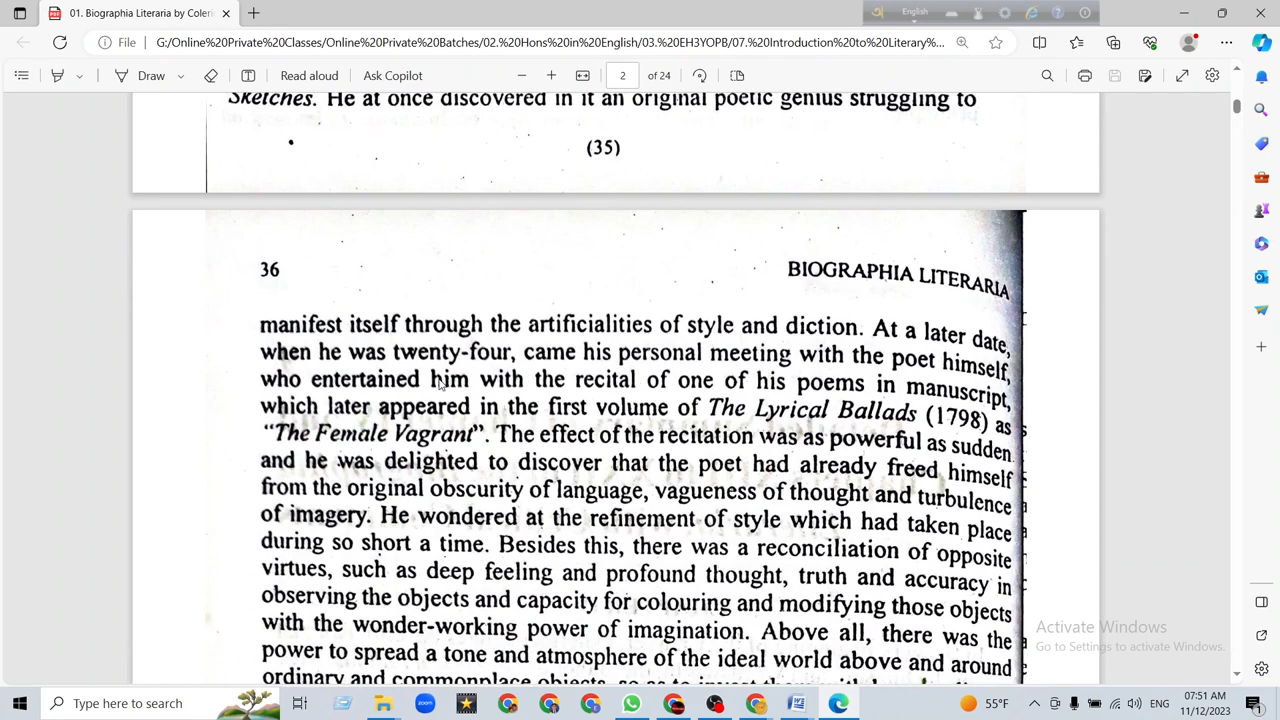 01. Biographia Literaria by Coleri
English
File
G:/Online%20Private%20Classes/Online%20Private%20Batches/02.%20Hons%20in%20English/03.%20EH3YOPB/07.%20Introduction%20to%20Literary%...
Draw
Read aloud
Ask Copilot
2
of 24
Sketches. He at once discovered in it an original poetic genius struggling to
(35)
36
BIOGRAPHIA LITERARIA
manifest itself through the artificialities of style and diction. At a later date,
when he was twenty-four, came his personal meeting with the poet himself,
who entertained him with the recital of one of his poems in manuscript,
which later appeared in the first volume of The Lyrical Ballads (1798) as
"The Female Vagrant". The effect of the recitation was as powerful as sudden
and he was delighted to discover that the poet had already freed himself
from the original obscurity of language, vagueness of thought and turbulence
of imagery. He wondered at the refinement of style which had taken place
during so short a time. Besides this, there was a reconciliation of opposite
virtues, such as deep feeling and profound thought, truth and accuracy in
observing the objects and capacity for colouring and modifying those objects
with the wonder-working power of imagination. Above all, there was the
power to spread a tone and atmosphere of the ideal world above and around
ordinary and commonplace objects, so as to invest
Activate Windows
Go to Settings to activate Windows.
Type here to search
zoom
55°F
ENG
07:51 AM
11/12/2023